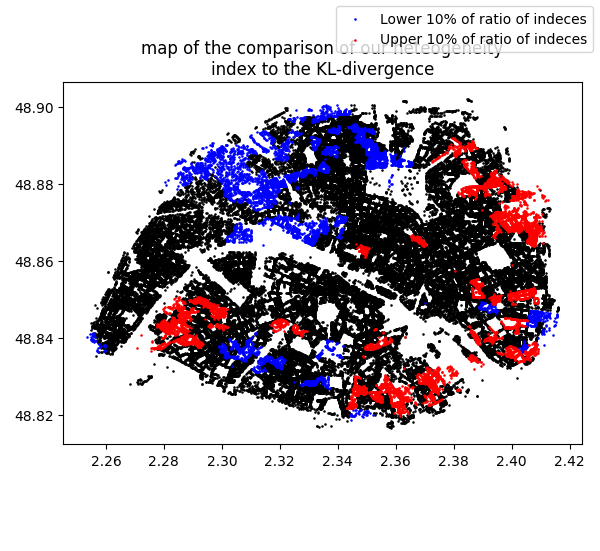 Lower 10% of ratio of indeces
Upper 10% of ratio of indeces
map of the comparison of our heteogeneity
index to the KL-divergence
48.90
48.88
48.86
48.84
48.82
2.26 2.28 2.30 2.32 2.34 2.36 2.38 2.40 2.42